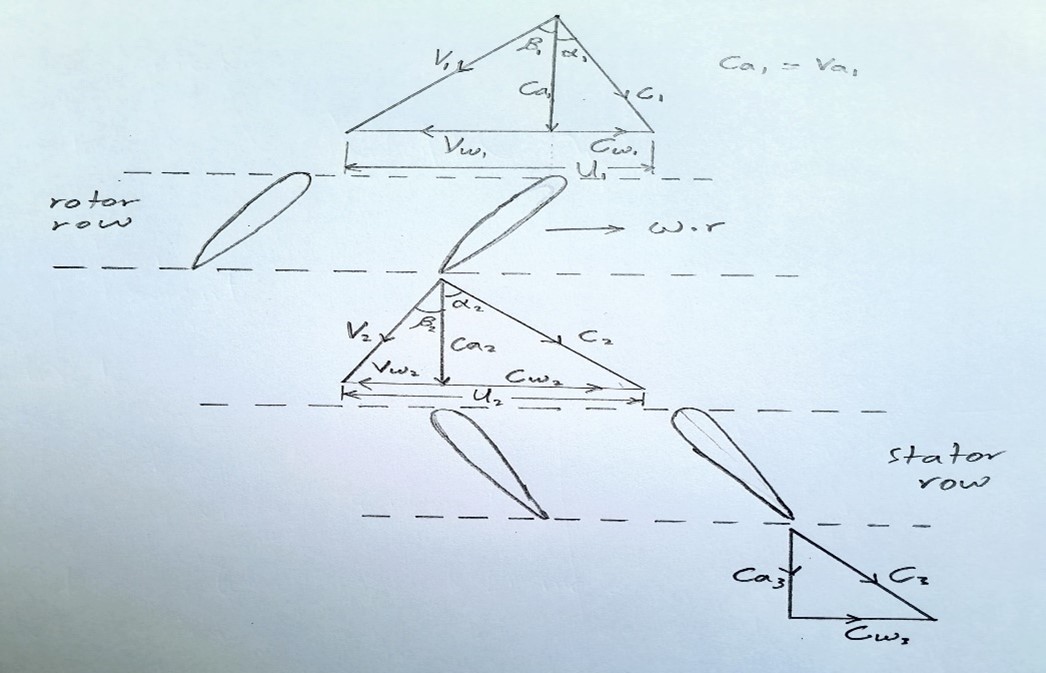 β₁ α₁
V₁
Ca₁ = Va₁
Ca₁
C₁
Vw₁ Cw₁
U₁
rotor
row
ω.r
α₂
β₂
V₂
C₂
Ca₂
Vw₂ Cw₂
U₂
stator
row
Ca₃
C₃
Cw₃